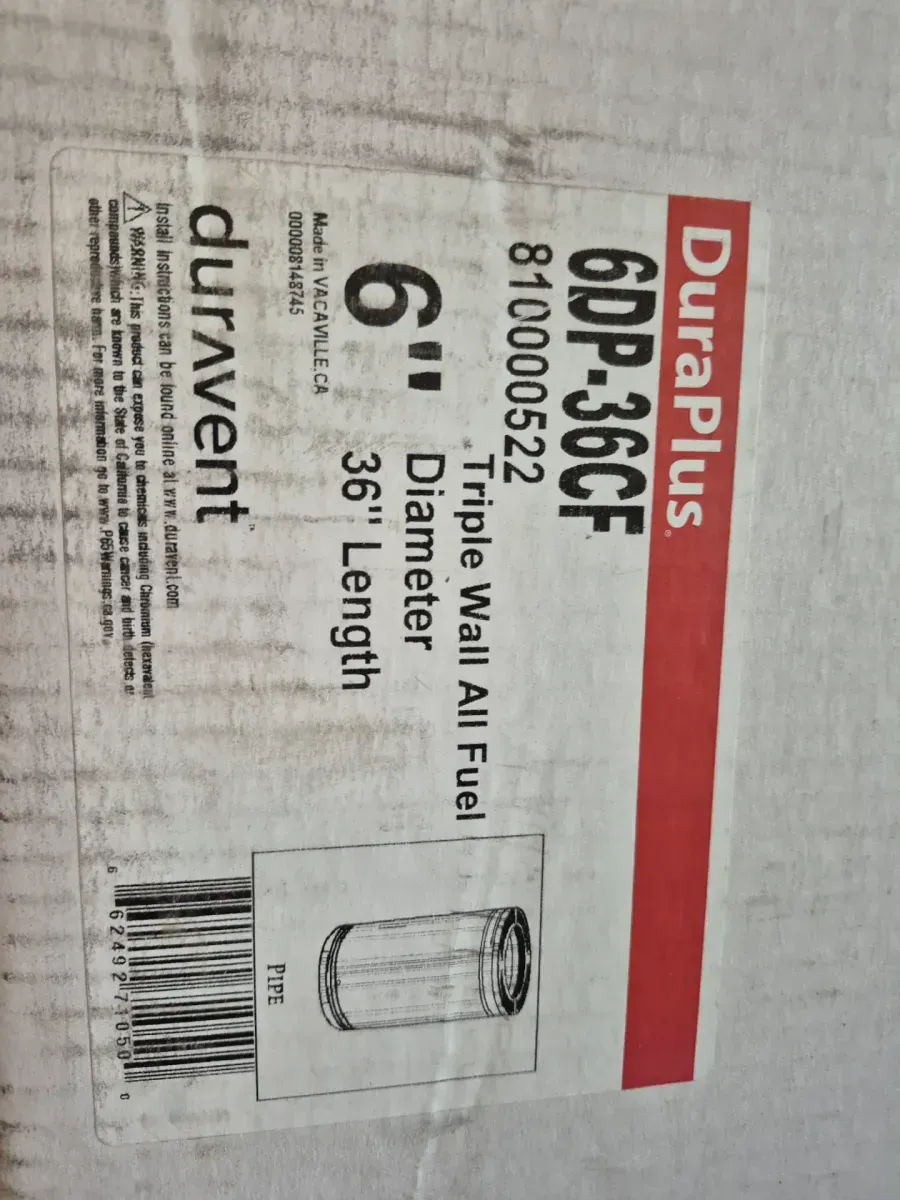 DuraPlus®
6DP-36CF
810000522
Triple Wall All Fuel
6" Diameter
36" Length
Made in VACAVILLE.CA
000008148745
duravent™
Install instructions can be found online at www.duravent.com
WARNING: This product can expose you to chemicals including Chromium (hexavalent
compounds)which are known to the State of California to cause cancer and birth defects or
other reproductive harm. For more information go to www.P65Warnings.ca.gov.
PIPE
6 62492 71050 0